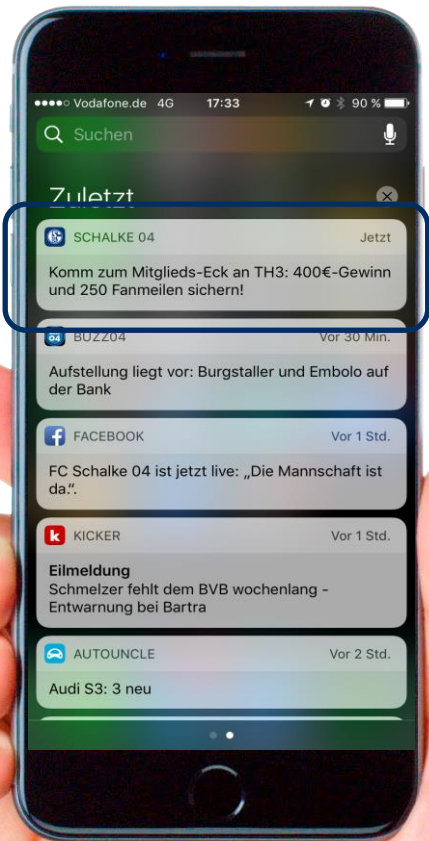 Vodafone.de 4G 17:33 90 %
Suchen
Zuletzt
SCHALKE 04 Jetzt
Komm zum Mitglieds-Eck an TH3: 400€-Gewinn
und 250 Fanmeilen sichern!
04
BUZZ04 Vor 30 Min.
Aufstellung liegt vor: Burgstaller und Embolo auf
der Bank
f FACEBOOK Vor 1 Std.
FC Schalke 04 ist jetzt live: „Die Mannschaft ist
da.“.
k KICKER Vor 1 Std.
Eilmeldung
Schmelzer fehlt dem BVB wochenlang -
Entwarnung bei Bartra
AUTOUNCLE Vor 2 Std.
Audi S3: 3 neu